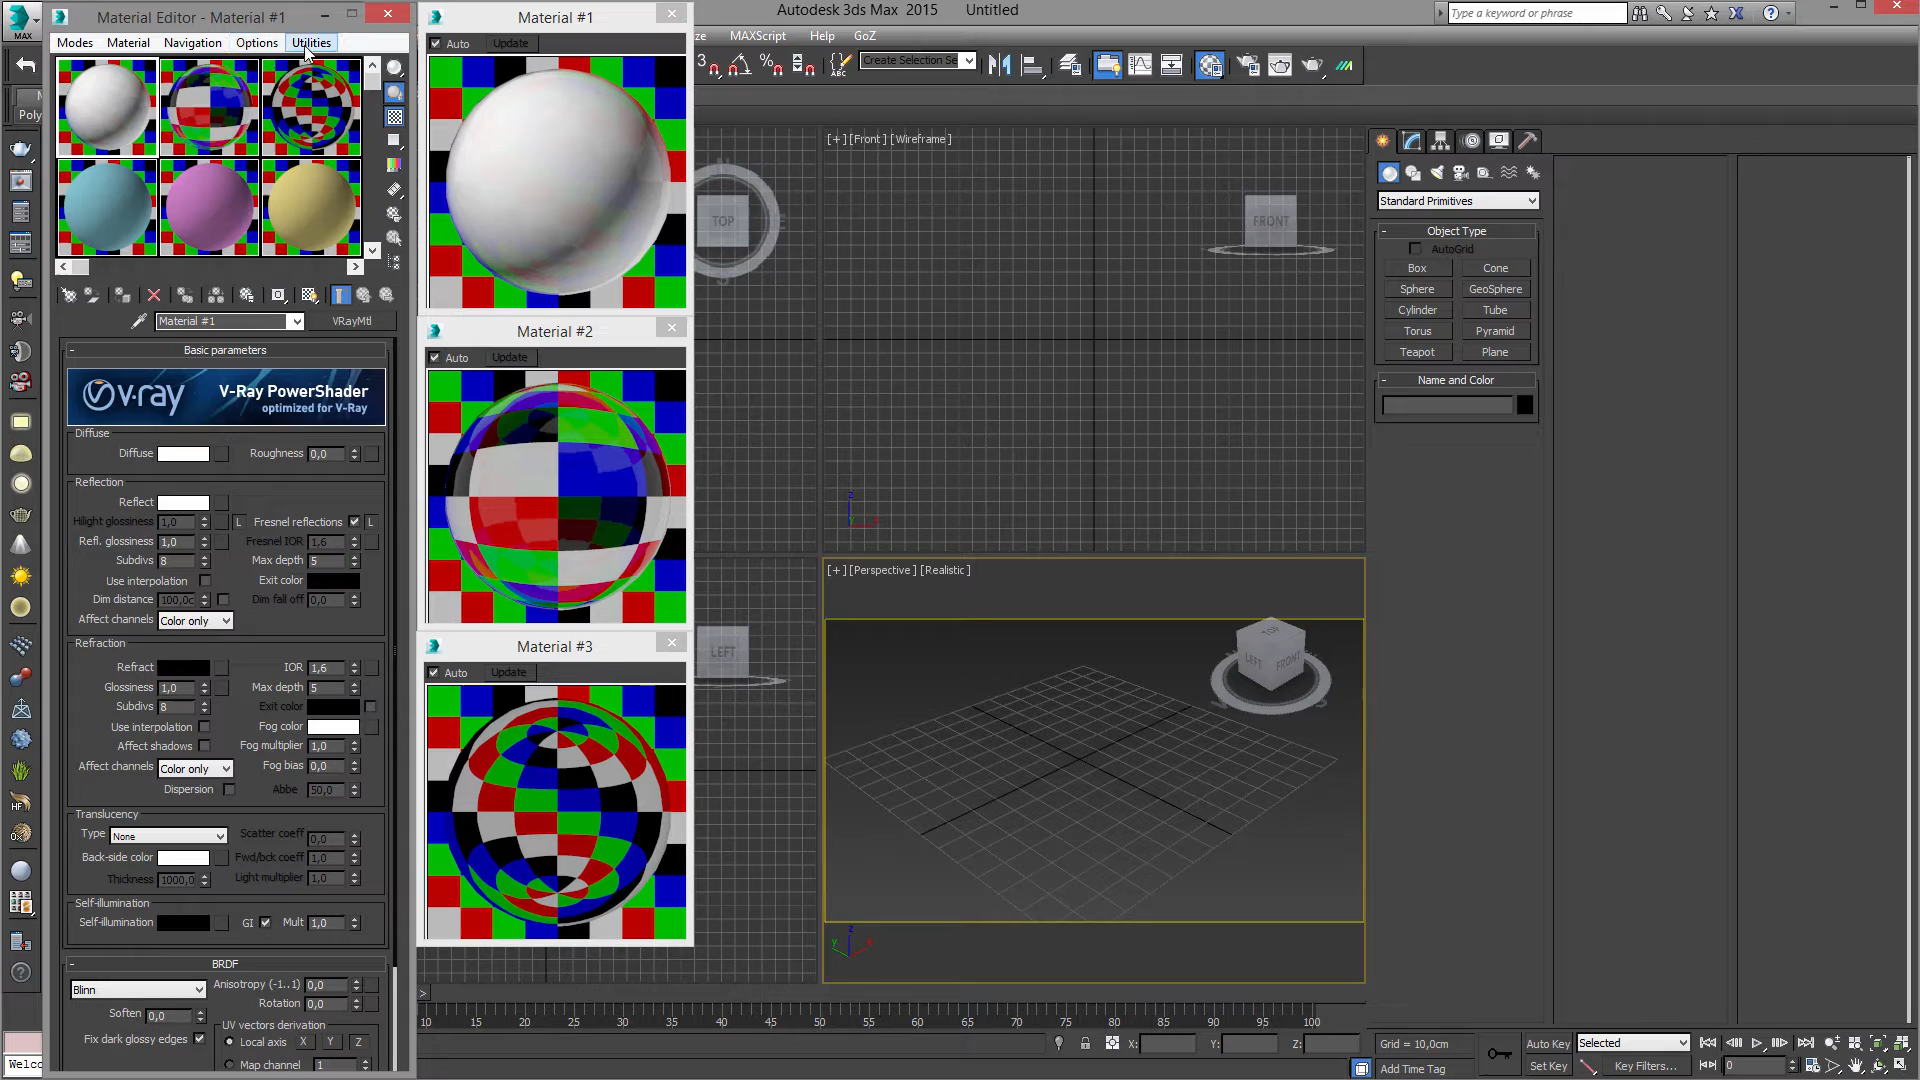 Material Editor - Material #1
Modes Material Navigation Options Utilities
Material #1
Auto Update
Material #2
Auto Update
Material #3
Auto Update
Autodesk 3ds Max 2015 Untitled
Type a keyword or phrase
MAXScript Help GoZ
MAX
Poly
Create Selection Se
[+][Front][Wireframe]
TOP
FRONT
LEFT
[+][Perspective][Realistic]
TOP
LEFT FRONT
Material #1 VRayMtl
Basic parameters
v·ray V-Ray PowerShader
optimized for V-Ray
Diffuse
Diffuse Roughness 0,0
Reflection
Reflect
Hilight glossiness 1,0 L Fresnel reflections L
Refl. glossiness 1,0 Fresnel IOR 1,6
Subdivs 8 Max depth 5
Use interpolation Exit color
Dim distance 100,0c Dim fall off 0,0
Affect channels Color only
Refraction
Refract IOR 1,6
Glossiness 1,0 Max depth 5
Subdivs 8 Exit color
Use interpolation Fog color
Affect shadows Fog multiplier 1,0
Affect channels Color only Fog bias 0,0
Dispersion Abbe 50,0
Translucency
Type None Scatter coeff 0,0
Back-side color Fwd/bck coeff 1,0
Thickness 1000,0 Light multiplier 1,0
Self-illumination
Self-illumination GI Mult 1,0
BRDF
Blinn Anisotropy (-1..1) 0,0
Rotation 0,0
Soften 0,0
UV vectors derivation
Fix dark glossy edges Local axis X Y Z
Map channel 1
Standard Primitives
Object Type
AutoGrid
Box Cone
Sphere GeoSphere
Cylinder Tube
Torus Pyramid
Teapot Plane
Name and Color
10 15 20 25 30 35 40 45 50 55 60 65 70 75 80 85 90 95 100
Welc
X: Y: Z: Grid = 10,0cm
Add Time Tag
Auto Key Selected
Set Key Key Filters... 0